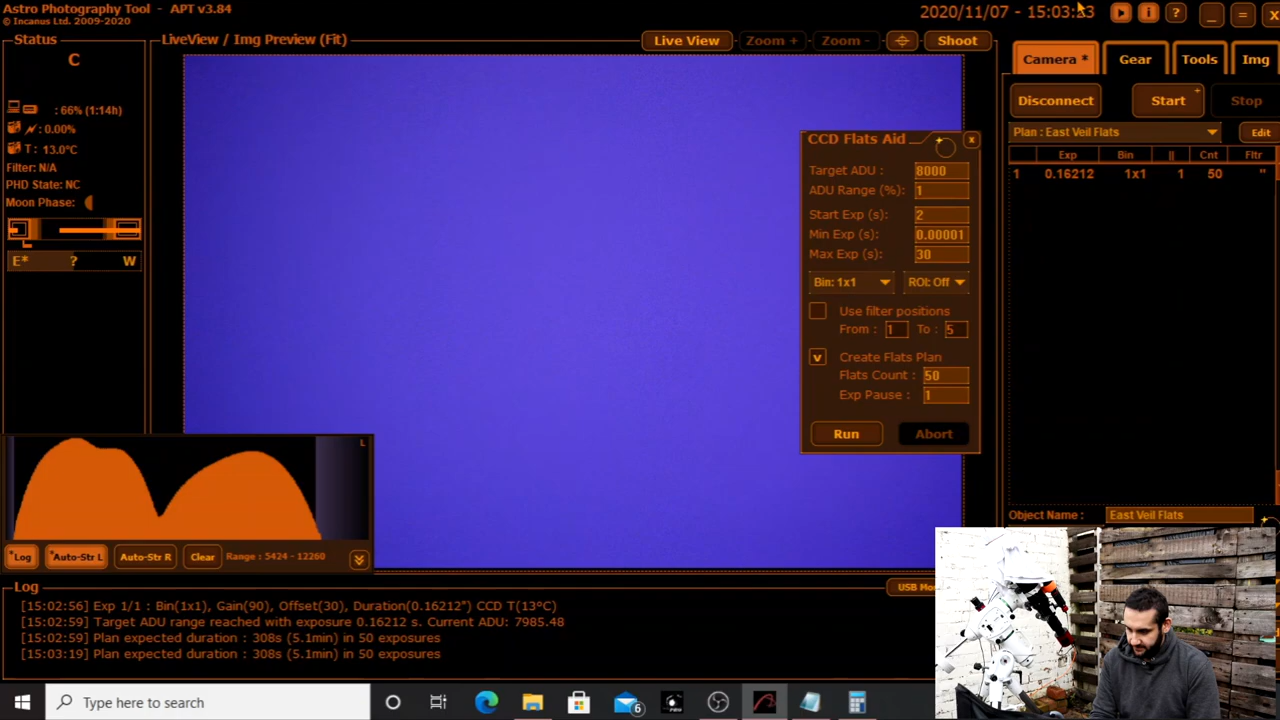 Astro Photography Tool - APT v3.84
© Incanus Ltd. 2009-2020
2020/11/07 - 15:03:23
i
?
Status
LiveView / Img Preview (Fit)
Live View
Zoom +
Zoom -
Shoot
C
Camera *
Gear
Tools
Img
: 66% (1:14h)
: 0.00%
T : 13.0°C
Filter: N/A
PHD State: NC
Moon Phase:
E*
?
W
Disconnect
Start +
Stop
Plan : East Veil Flats
Edit
Exp Bin || Cnt Fltr
1 0.16212 1x1 1 50 "
CCD Flats Aid
x
Target ADU : 8000
ADU Range (%): 1
Start Exp (s): 2
Min Exp (s): 0.00001
Max Exp (s): 30
Bin: 1x1
ROI: Off
Use filter positions
From : 1 To : 5
v Create Flats Plan
Flats Count : 50
Exp Pause : 1
Run
Abort
L
*Log
*Auto-Str L
Auto-Str R
Clear
Range : 5424 - 12260
Object Name : East Veil Flats
Log
[15:02:56] Exp 1/1 : Bin(1x1), Gain(90), Offset(30), Duration(0.16212") CCD T(13ºC)
[15:02:59] Target ADU range reached with exposure 0.16212 s. Current ADU: 7985.48
[15:02:59] Plan expected duration : 308s (5.1min) in 50 exposures
[15:03:19] Plan expected duration : 308s (5.1min) in 50 exposures
Type here to search
6